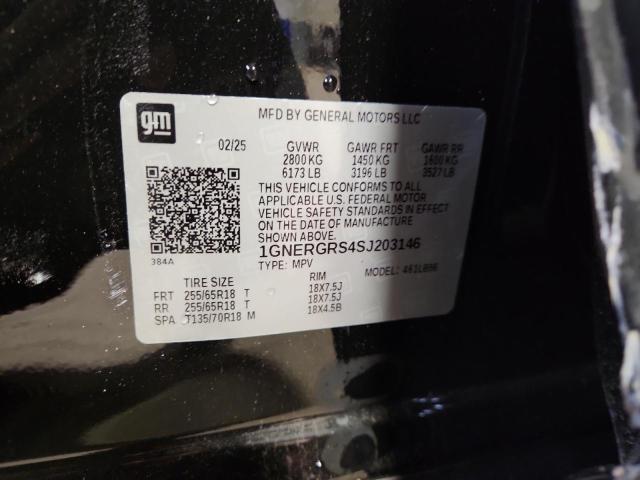 gm
MFD BY GENERAL MOTORS LLC
02/25 GVWR GAWR FRT GAWR RR
2800 KG 1450 KG 1600 KG
6173 LB 3196 LB 3527 LB
THIS VEHICLE CONFORMS TO ALL
APPLICABLE U.S. FEDERAL MOTOR
VEHICLE SAFETY STANDARDS IN EFFECT
ON THE DATE OF MANUFACTURE
SHOWN ABOVE.
1GNERGRS4SJ203146
384A TYPE: MPV MODEL:
TIRE SIZE RIM
FRT 255/65R18 T 18X7.5J
RR 255/65R18 T 18X7.5J
SPA T135/70R18 M 18X4.5B